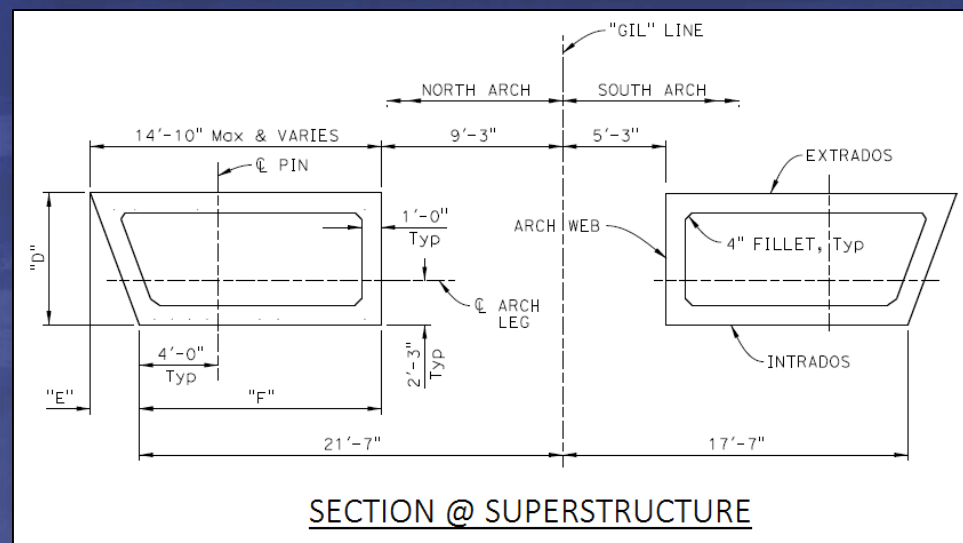 "GIL" LINE
NORTH ARCH
SOUTH ARCH
14'-10" Max & VARIES
9'-3"
5'-3"
℄ PIN
EXTRADOS
1'-0"
Typ
ARCH WEB
4" FILLET, Typ
"D"
℄ ARCH
LEG
4'-0"
Typ
2'-3"
Typ
INTRADOS
"E"
"F"
21'-7"
17'-7"
SECTION @ SUPERSTRUCTURE